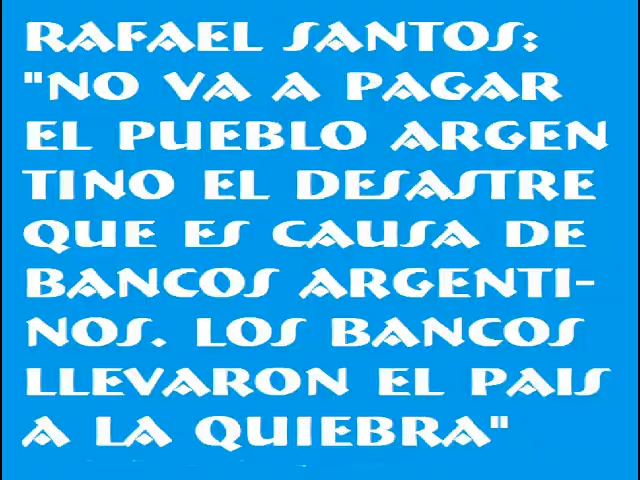 RAFAEL SANTOS:
"NO VA A PAGAR
EL PUEBLO ARGEN
TINO EL DESASTRE
QUE ES CAUSA DE
BANCOS ARGENTI-
NOS. LOS BANCOS
LLEVARON EL PAIS
A LA QUIEBRA"